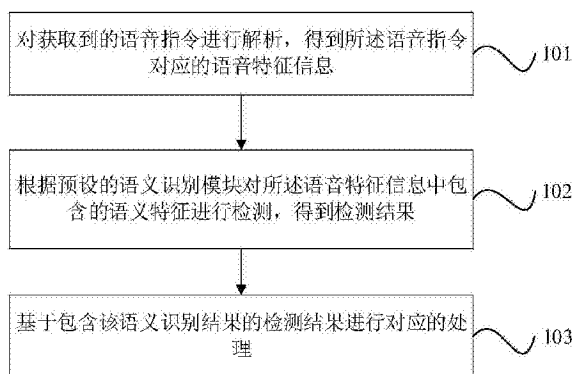 对获取到的语音指令进行解析，得到所述语音指令
对应的语音特征信息
101
根据预设的语义识别模块对所述语音特征信息中包
含的语义特征进行检测，得到检测结果
102
基于包含该语义识别结果的检测结果进行对应的处
理
103